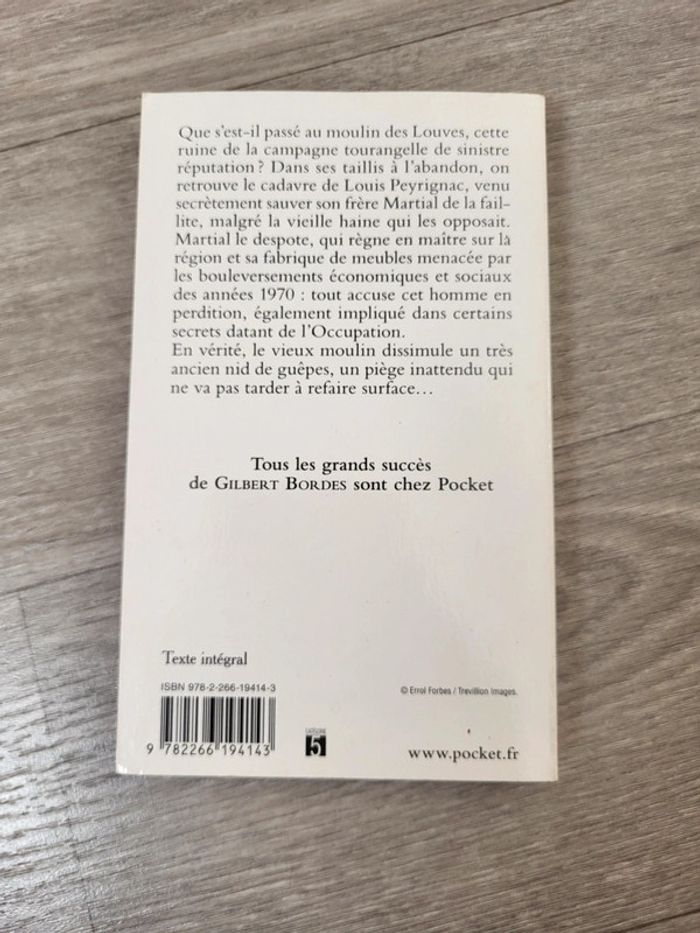 Que s'est-il passé au moulin des Louves, cette
ruine de la campagne tourangelle de sinistre
réputation ? Dans ses taillis à l'abandon, on
retrouve le cadavre de Louis Peyrignac, venu
secrètement sauver son frère Martial de la fail-
lite, malgré la vieille haine qui les opposait.
Martial le despote, qui règne en maître sur la
région et sa fabrique de meubles menacée par
les bouleversements économiques et sociaux
des années 1970 : tout accuse cet homme en
perdition, également impliqué dans certains
secrets datant de l'Occupation.
En vérité, le vieux moulin dissimule un très
ancien nid de guêpes, un piège inattendu qui
ne va pas tarder à refaire surface…
Tous les grands succès
de GILBERT BORDES sont chez Pocket
Texte intégral
ISBN 978-2-266-19414-3
© Errol Forbes / Trevillion Images.
9 782266 194143
5
www.pocket.fr